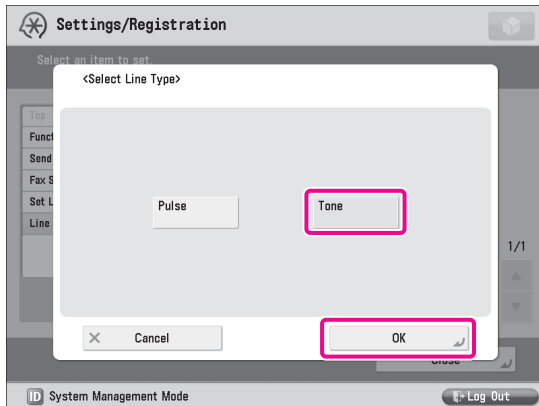 Settings/Registration
Select an item to set.
<Select Line Type>
Top
Funct
Send
Fax S
Set L
Line
Pulse
Tone
1/1
Cancel
OK
Close
ID System Management Mode
Log Out